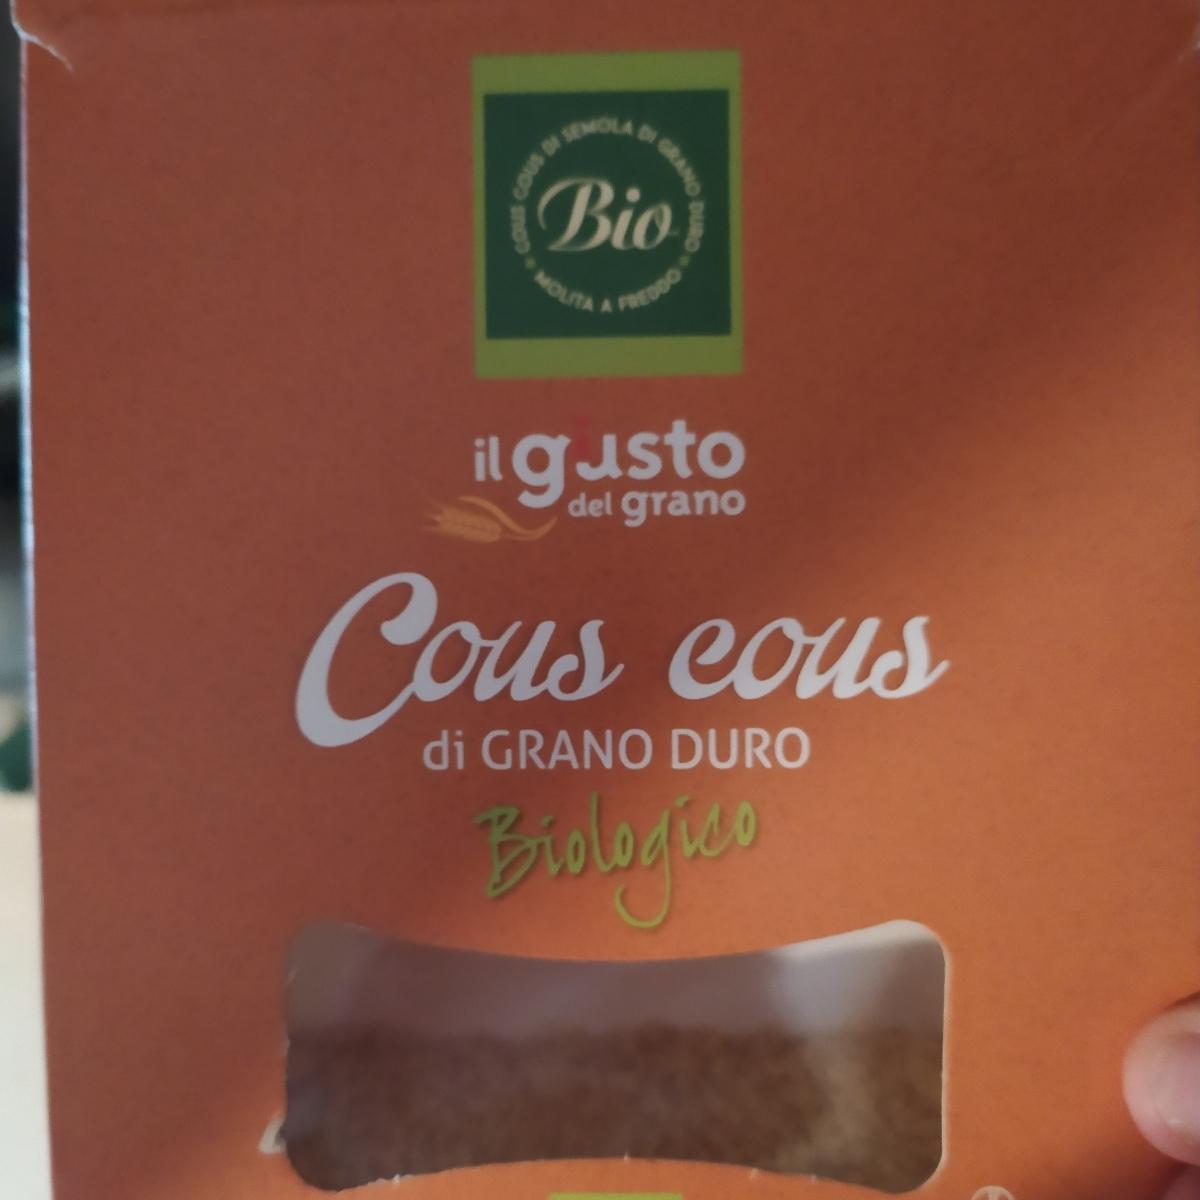 COUS COUS DI SEMOLA DI GRANO DURO
Bio
MOLITA A FREDDO
il gusto
del grano
Cous cous
di GRANO DURO
Biologico